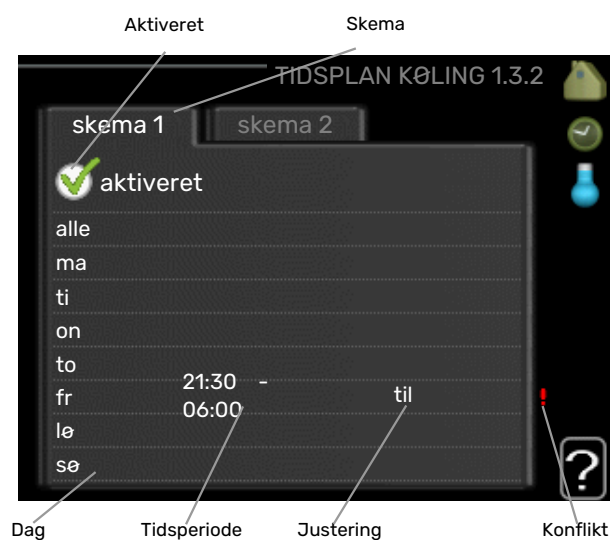 Aktiveret Skema
TIDSPLAN KØLING 1.3.2
skema 1 skema 2
aktiveret
alle
ma
ti
on
to
fr 21:30 - 06:00 til !
lø
sø
?
Dag Tidsperiode Justering Konflikt